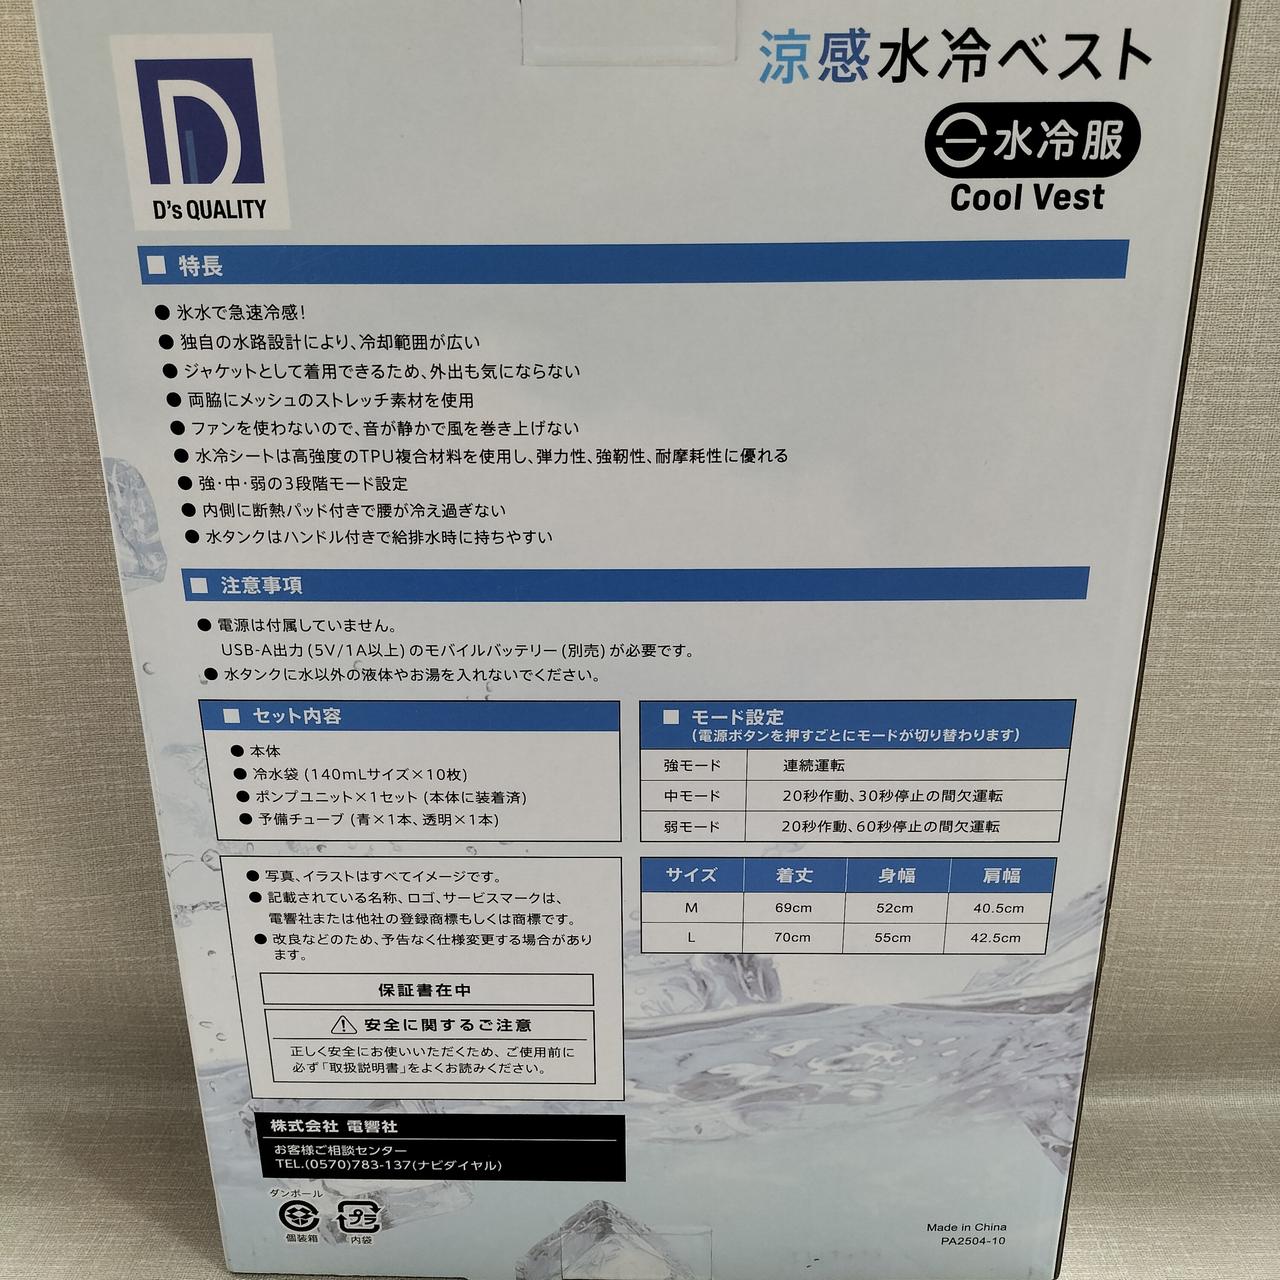 涼感水冷ベスト
水冷服
Cool Vest
D's QUALITY
■ 特長
● 氷水で急速冷感!
● 独自の水路設計により、冷却範囲が広い
● ジャケットとして着用できるため、外出も気にならない
● 両脇にメッシュのストレッチ素材を使用
● ファンを使わないので、音が静かで風を巻き上げない
● 水冷シートは高強度のTPU複合材料を使用し、弾力性、強靭性、耐摩耗性に優れる
● 強・中・弱の3段階モード設定
● 内側に断熱パッド付きで腰が冷え過ぎない
● 水タンクはハンドル付きで給排水時に持ちやすい
■ 注意事項
● 電源は付属していません。
USB-A出力(5V/1A以上)のモバイルバッテリー(別売)が必要です。
● 水タンクに水以外の液体やお湯を入れないでください。
■ セット内容
● 本体
● 冷水袋(140mLサイズ×10枚)
● ポンプユニット×1セット(本体に装着済)
● 予備チューブ(青×1本、透明×1本)
■ モード設定
(電源ボタンを押すごとにモードが切り替わります)
強モード 連続運転
中モード 20秒作動、30秒停止の間欠運転
弱モード 20秒作動、60秒停止の間欠運転
サイズ 着丈 身幅 肩幅
M 69cm 52cm 40.5cm
L 70cm 55cm 42.5cm
● 写真、イラストはすべてイメージです。
● 記載されている名称、ロゴ、サービスマークは、
電響社または他社の登録商標もしくは商標です。
● 改良などのため、予告なく仕様変更する場合があり
ます。
保証書在中
安全に関するご注意
正しく安全にお使いいただくため、ご使用前に
必ず「取扱説明書」をよくお読みください。
株式会社 電響社
お客様ご相談センター
TEL.(0570)783-137(ナビダイヤル)
ダンボール
プラ
個装箱 内袋
Made in China
PA2504-10